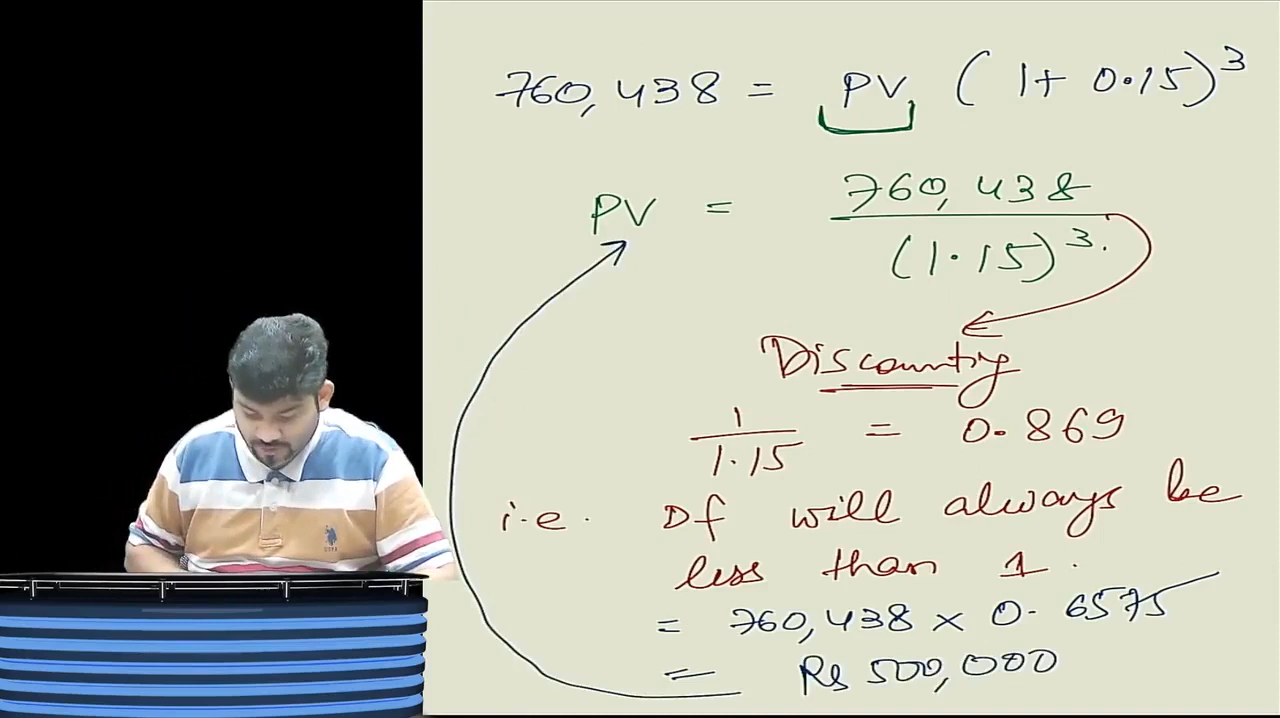 760,438 = PV (1+ 0.15)^3
PV = 760,438 / (1.15)^3.
Discounting
1/1.15 = 0.869
i.e. Df will always be
less than 1.
= 760,438 × 0.6575
= Rs 500,000